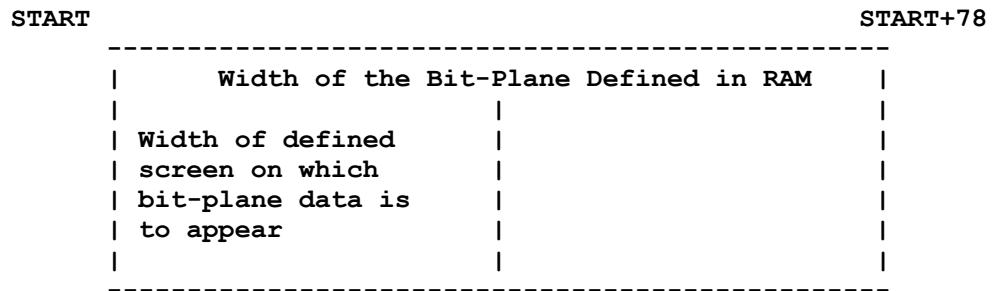 START START+78
Width of the Bit-Plane Defined in RAM
Width of defined
screen on which
bit-plane data is
to appear